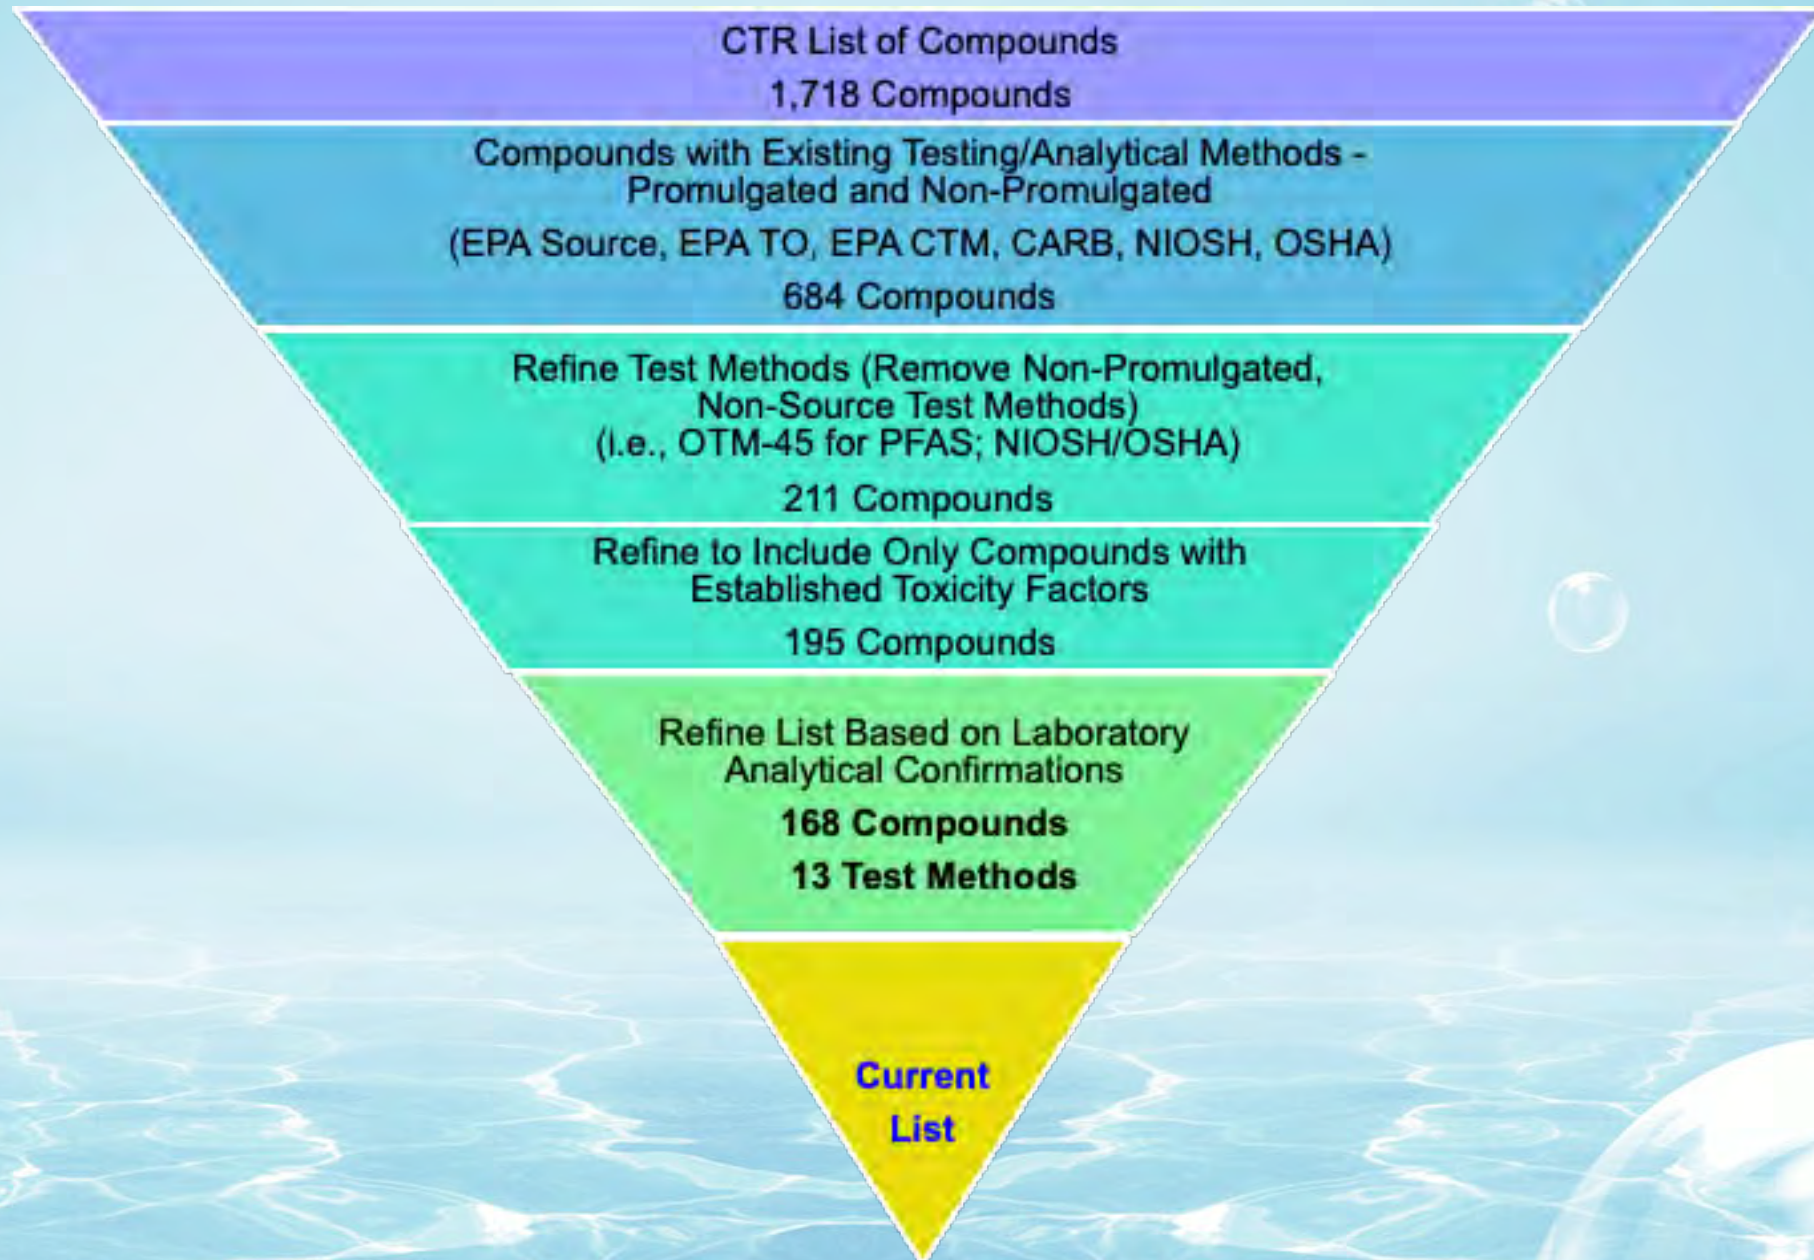 CTR List of Compounds
1,718 Compounds
Compounds with Existing Testing/Analytical Methods -
Promulgated and Non-Promulgated
(EPA Source, EPA TO, EPA CTM, CARB, NIOSH, OSHA)
684 Compounds
Refine Test Methods (Remove Non-Promulgated,
Non-Source Test Methods)
(i.e., OTM-45 for PFAS; NIOSH/OSHA)
211 Compounds
Refine to Include Only Compounds with
Established Toxicity Factors
195 Compounds
Refine List Based on Laboratory
Analytical Confirmations
168 Compounds
13 Test Methods
Current
List